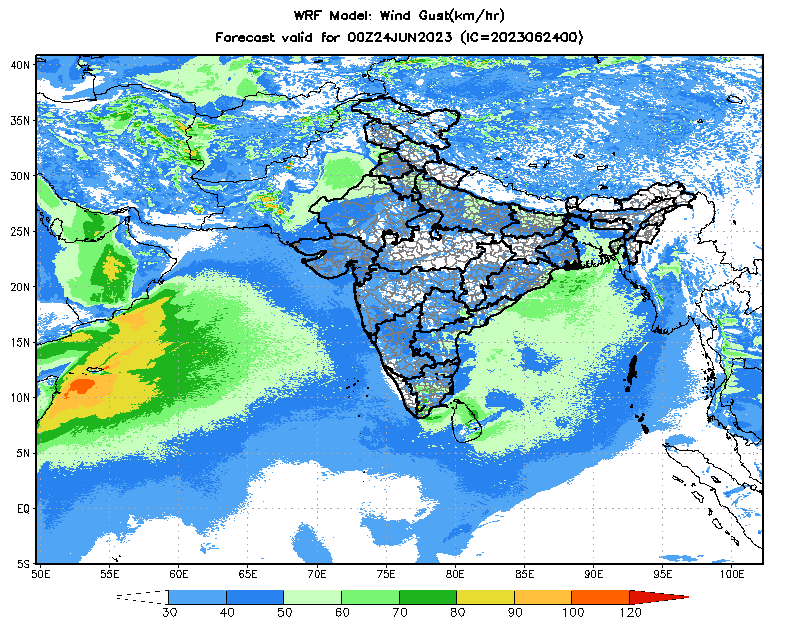 WRF Model: Wind Gust(km/hr)
Forecast valid for 00Z24JUN2023 (IC=2023062400)
40N
35N
30N
25N
20N
15N
10N
5N
EQ
5S
50E 55E 60E 65E 70E 75E 80E 85E 90E 95E 100E
30 40 50 60 70 80 90 100 120